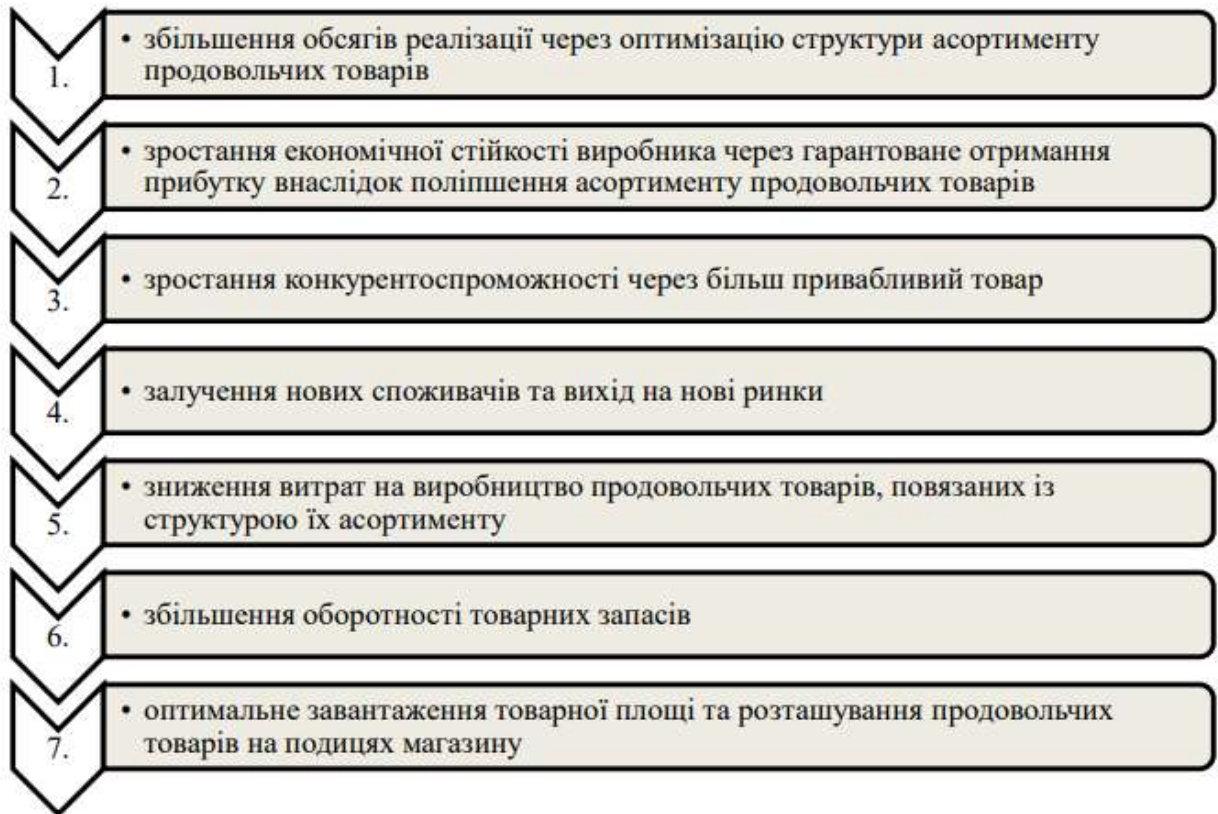 1.
• збільшення обсягів реалізації через оптимізацію структури асортименту
продовольчих товарів
2.
• зростання економічної стійкості виробника через гарантоване отримання
прибутку внаслідок поліпшення асортименту продовольчих товарів
3.
• зростання конкурентоспроможності через більш привабливий товар
4.
• залучення нових споживачів та вихід на нові ринки
5.
• зниження витрат на виробництво продовольчих товарів, повязаних із
структурою їх асортименту
6.
• збільшення оборотності товарних запасів
7.
• оптимальне завантаження товарної площі та розташування продовольчих
товарів на подицях магазину